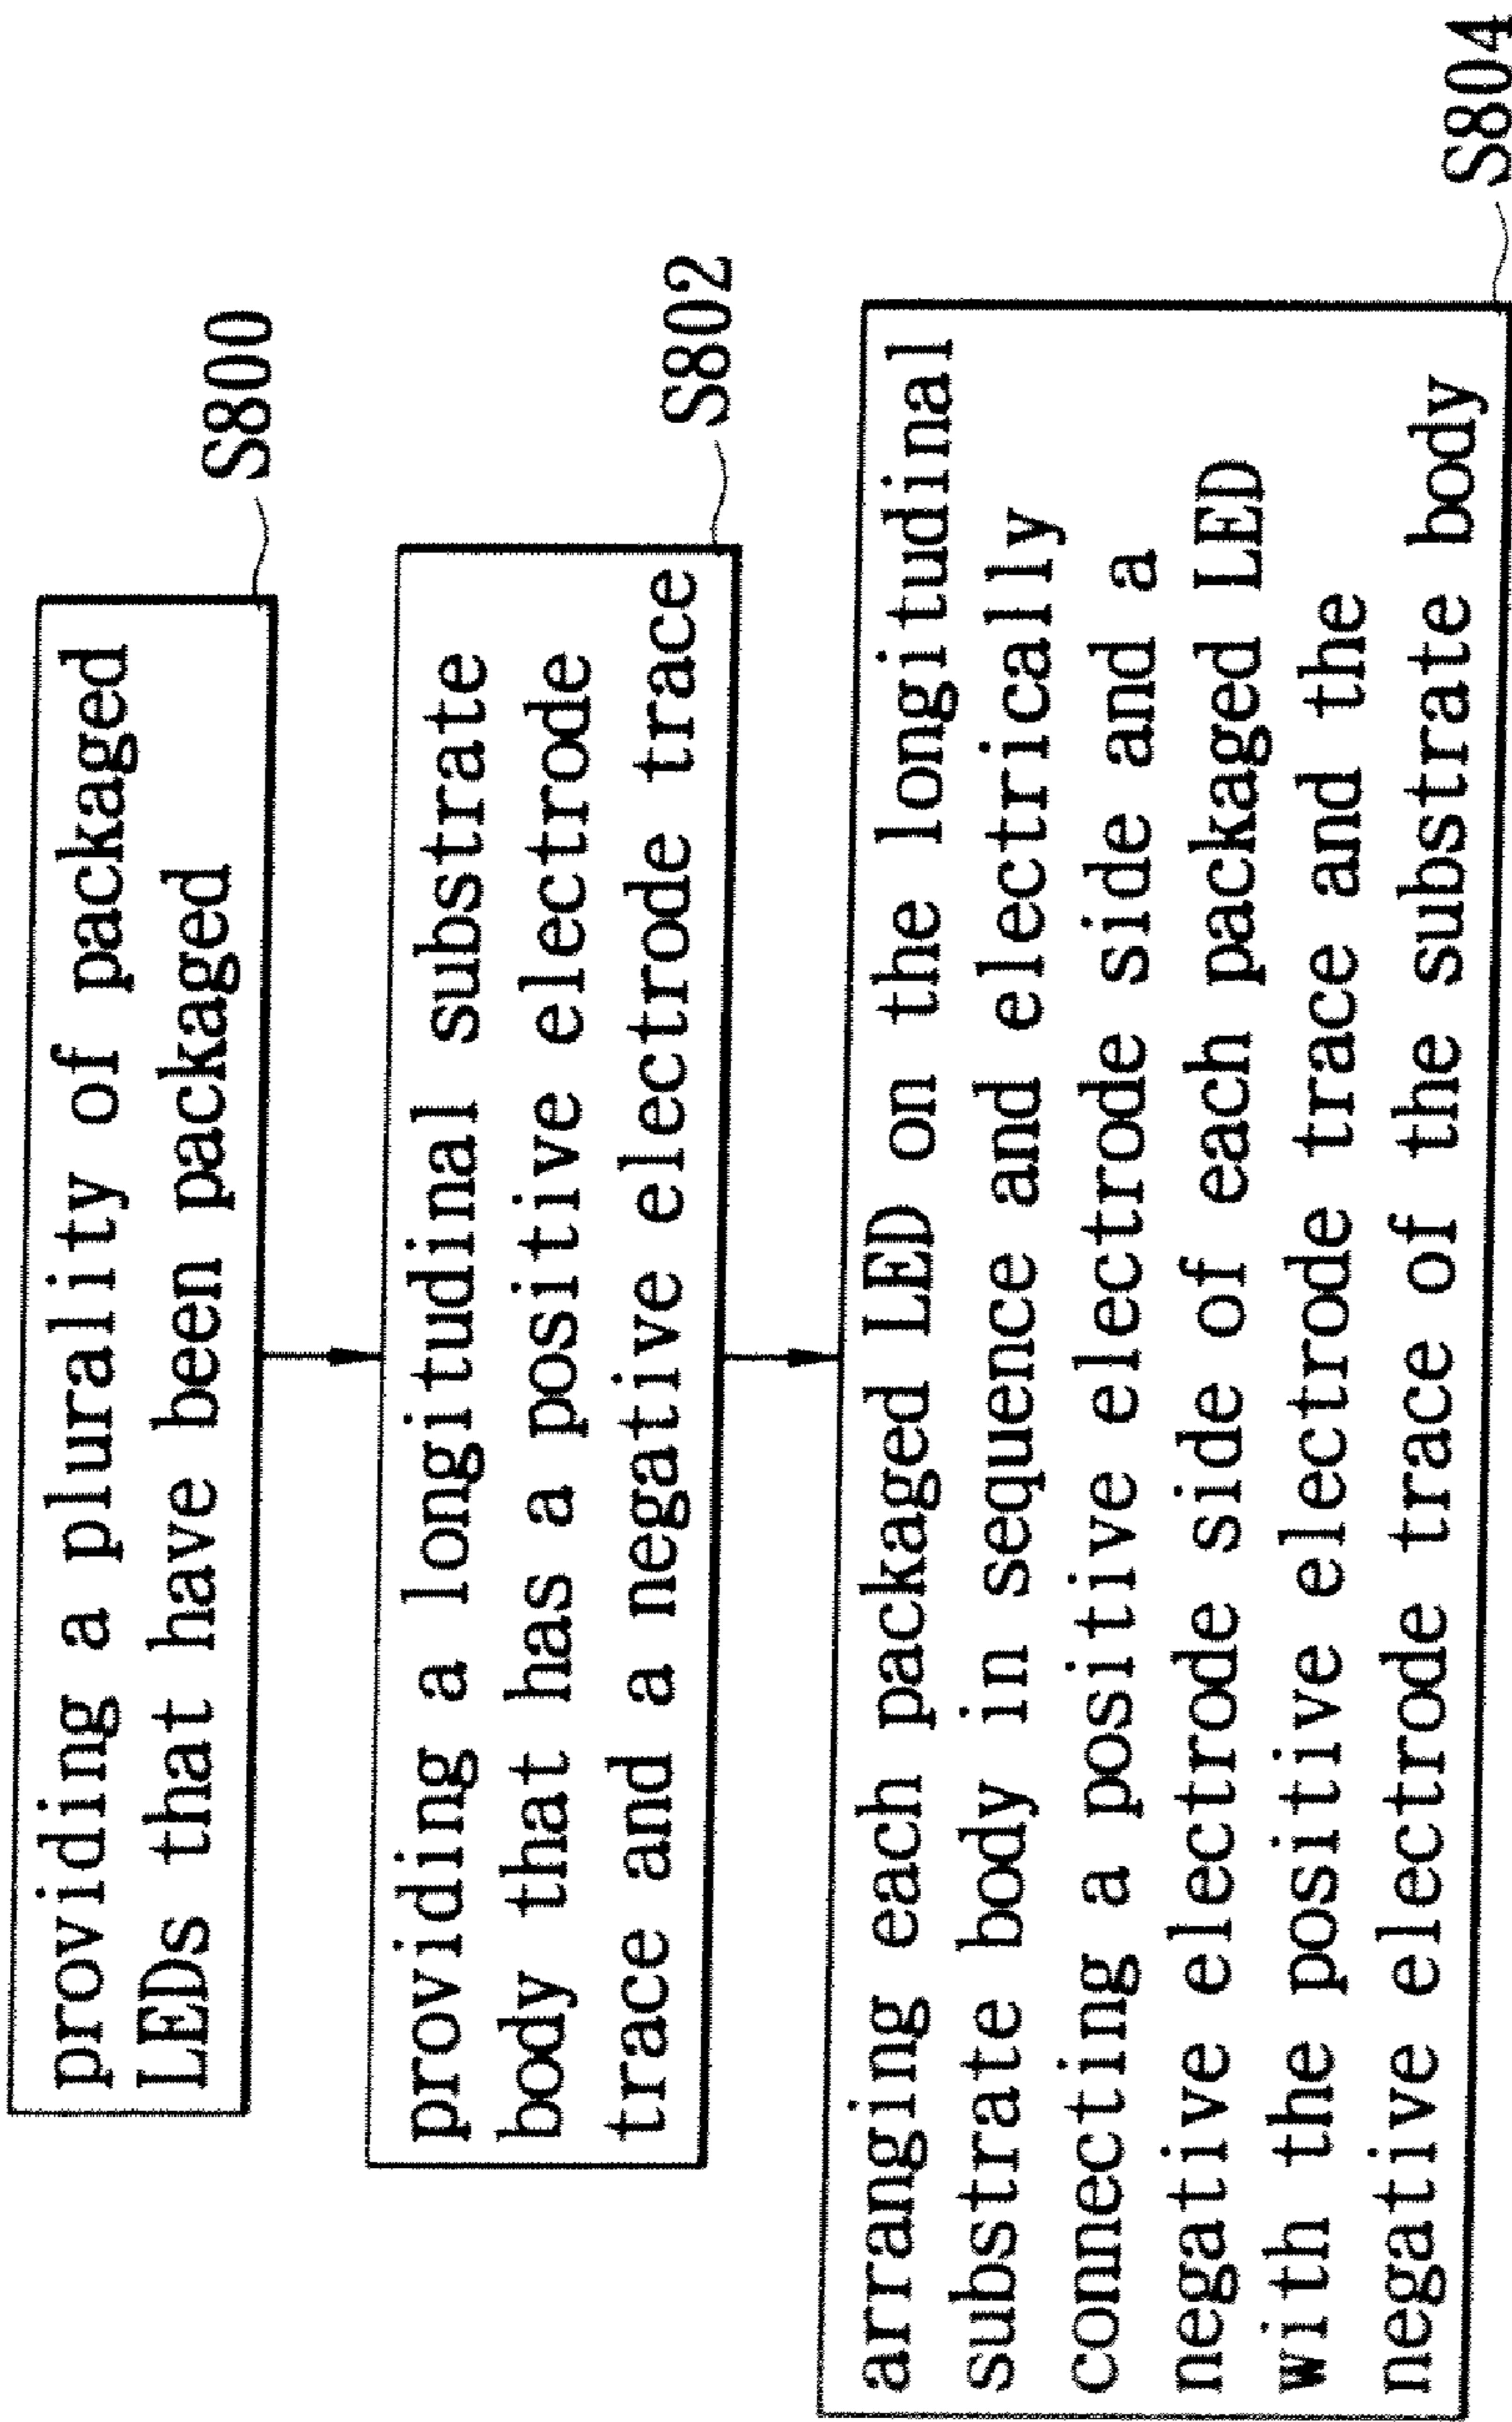 providing a plurality of packaged
LEDs that have been packaged
S800
providing a longitudinal substrate
body that has a positive electrode
trace and a negative electrode trace
S802
arranging each packaged LED on the longitudinal
substrate body in sequence and electrically
connecting a positive electrode side and a
negative electrode side of each packaged LED
with the positive electrode trace and the
negative electrode trace of the substrate body
S804